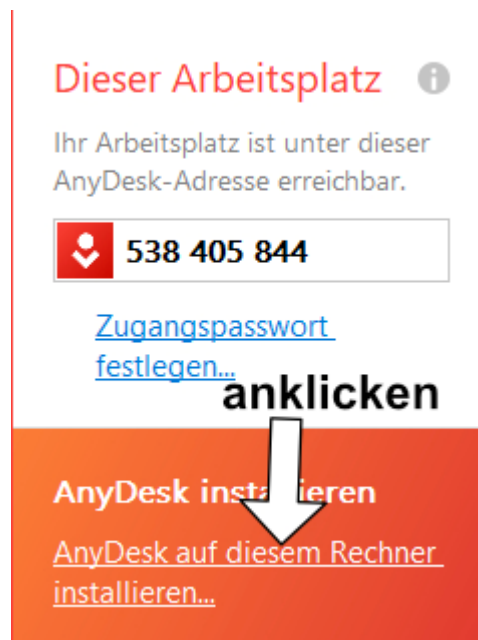 Dieser Arbeitsplatz
Ihr Arbeitsplatz ist unter dieser
AnyDesk-Adresse erreichbar.
538 405 844
Zugangspasswort
festlegen...
anklicken
AnyDesk installieren
AnyDesk auf diesem Rechner
installieren...